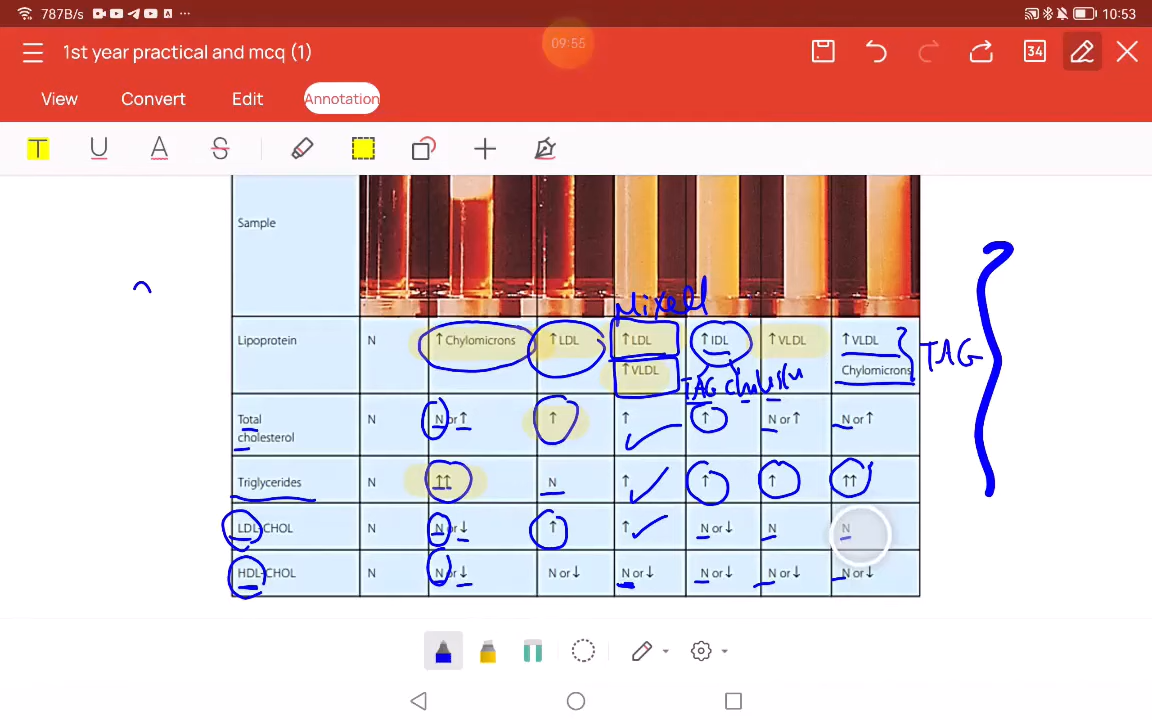 787B/s A ... 10:53
1st year practical and mcq (1) 09:55 34
View Convert Edit Annotation
T U A S
Sample
Mixed
Lipoprotein N ↑ Chylomicrons ↑ LDL ↑ LDL ↑ IDL ↑ VLDL ↑ VLDL TAG
↑ VLDL Chylomicrons
TAG
Total N N or ↑ ↑ ↑ ↑ N or ↑ N or ↑
cholesterol
Triglycerides N ↑↑ N ↑ ↑ ↑ ↑↑
LDL-CHOL N N or ↓ ↑ ↑ N or ↓ N N
HDL-CHOL N N or ↓ N or ↓ N or ↓ N or ↓ N or ↓ N or ↓